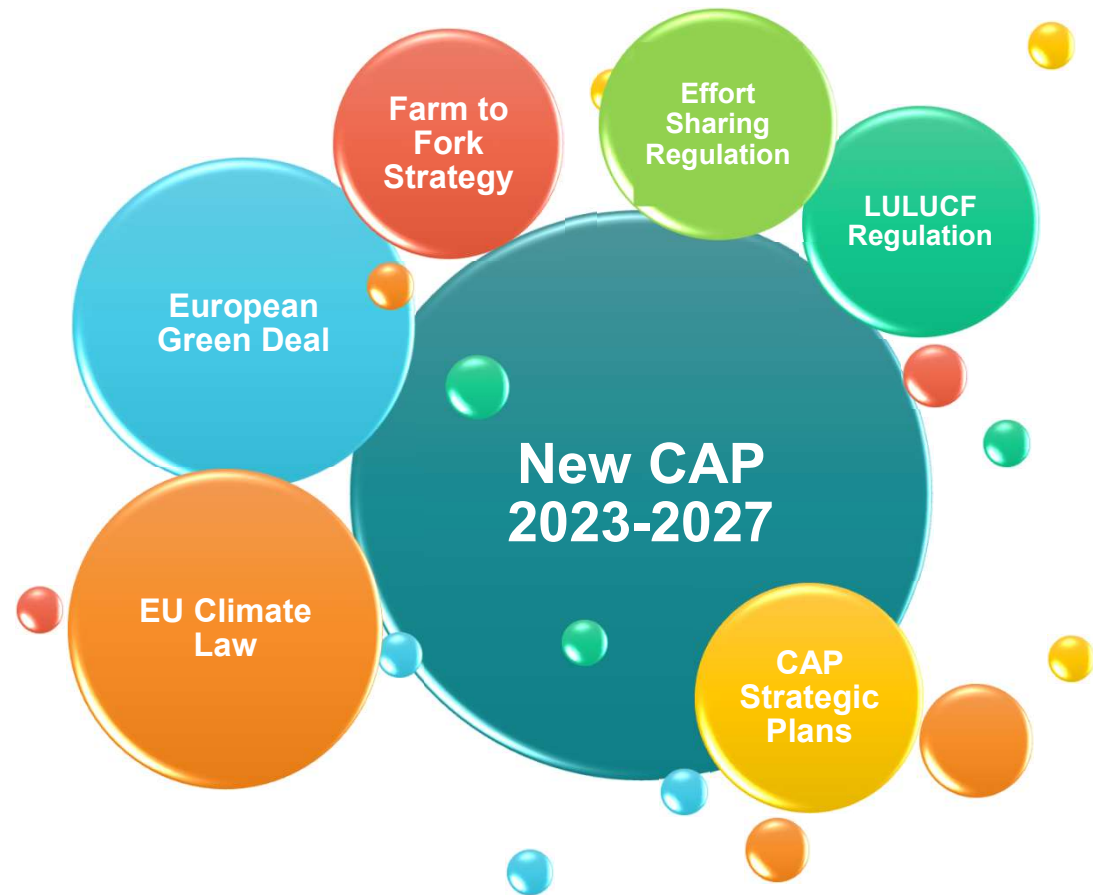 Farm to
Fork
Strategy
Effort
Sharing
Regulation
LULUCF
Regulation
European
Green Deal
New CAP
2023-2027
EU Climate
Law
CAP
Strategic
Plans